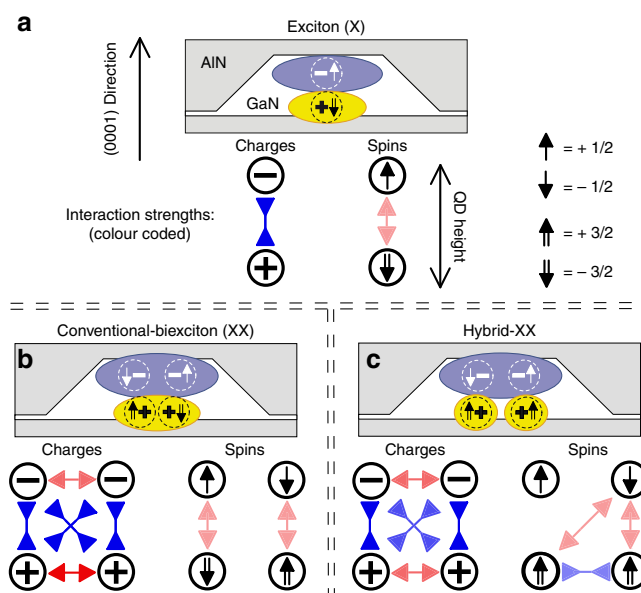 a
Exciton (X)
(0001) Direction
AlN
GaN
Charges
Spins
Interaction strengths:
(colour coded)
QD height
= + 1/2
= − 1/2
= + 3/2
= − 3/2
b
Conventional-biexciton (XX)
Charges
Spins
c
Hybrid-XX
Charges
Spins